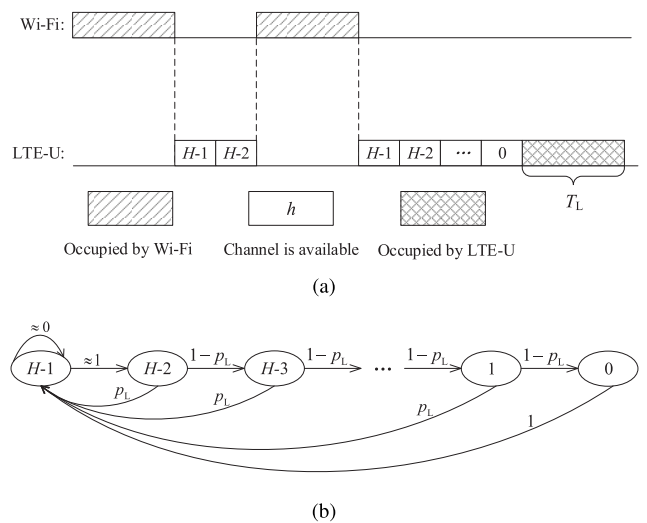 Wi-Fi:
LTE-U: H-1 H-2 H-1 H-2 ... 0
T_L
h
Occupied by Wi-Fi Channel is available Occupied by LTE-U
(a)
≈0
H-1 ≈1 H-2 1-p_L H-3 1-p_L ... 1-p_L 1 1-p_L 0
p_L p_L p_L 1
(b)